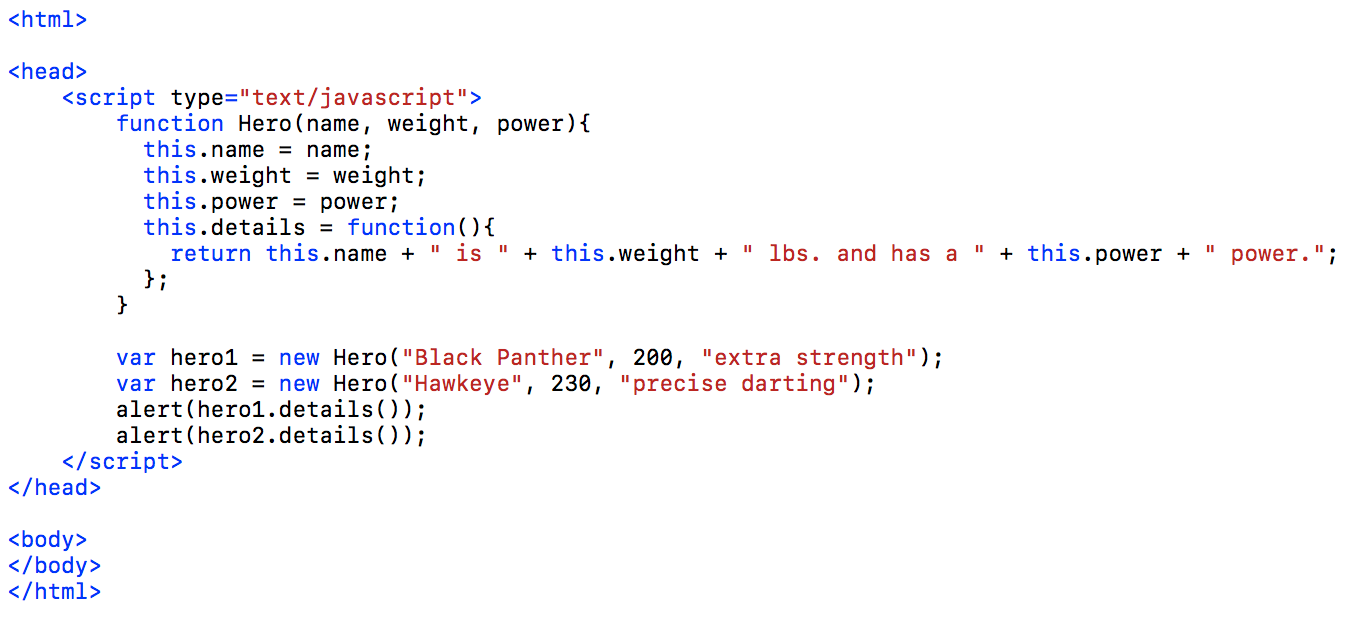 <html>
<head>
    <script type="text/javascript">
        function Hero(name, weight, power){
          this.name = name;
          this.weight = weight;
          this.power = power;
          this.details = function(){
            return this.name + " is " + this.weight + " lbs. and has a " + this.power + " power.";
          };
        }
        var hero1 = new Hero("Black Panther", 200, "extra strength");
        var hero2 = new Hero("Hawkeye", 230, "precise darting");
        alert(hero1.details());
        alert(hero2.details());
    </script>
</head>
<body>
</body>
</html>